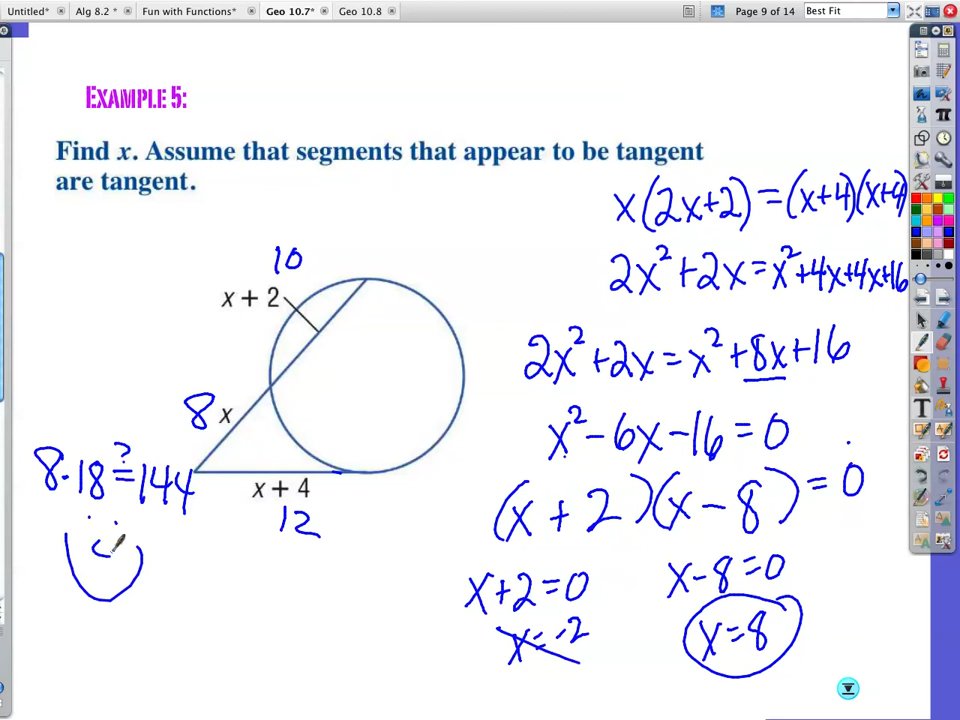 Untitled* Alg 8.2 * Fun with Functions* Geo 10.7* Geo 10.8 Page 9 of 14 Best Fit
EXAMPLE 5:
Find x. Assume that segments that appear to be tangent
are tangent.
x(2x+2)=(x+4)(x+4)
2x²+2x=x²+4x+4x+16
2x²+2x=x²+8x+16
x²-6x-16=0
(x+2)(x-8)=0
x+2=0
x-8=0
x=-2
x=8
10
x + 2
8 x
8·18≟144
x + 4
12
T